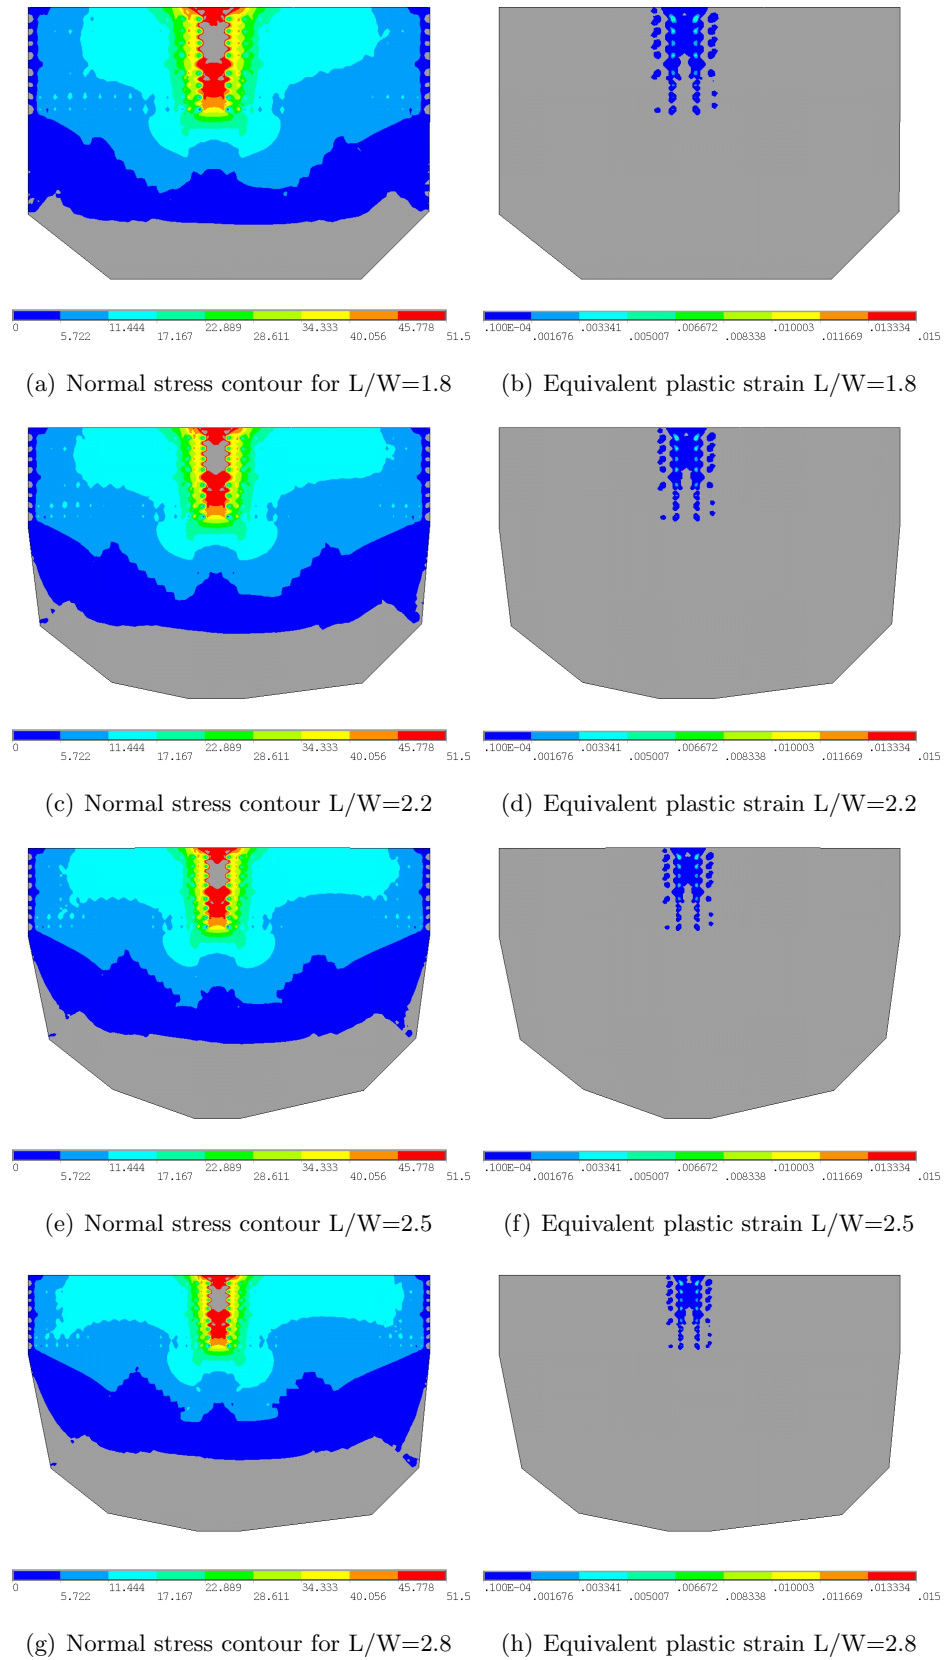 0 11.444 22.889 34.333 45.778
5.722 17.167 28.611 40.056 51.5
.100E-04 .003341 .006672 .010003 .013334
.001676 .005007 .008338 .011669 .015
(a) Normal stress contour for L/W=1.8
(b) Equivalent plastic strain L/W=1.8
0 11.444 22.889 34.333 45.778
5.722 17.167 28.611 40.056 51.5
.100E-04 .003341 .006672 .010003 .013334
.001676 .005007 .008338 .011669 .015
(c) Normal stress contour L/W=2.2
(d) Equivalent plastic strain L/W=2.2
0 11.444 22.889 34.333 45.778
5.722 17.167 28.611 40.056 51.5
.100E-04 .003341 .006672 .010003 .013334
.001676 .005007 .008338 .011669 .015
(e) Normal stress contour L/W=2.5
(f) Equivalent plastic strain L/W=2.5
0 11.444 22.889 34.333 45.778
5.722 17.167 28.611 40.056 51.5
.100E-04 .003341 .006672 .010003 .013334
.001676 .005007 .008338 .011669 .015
(g) Normal stress contour for L/W=2.8
(h) Equivalent plastic strain L/W=2.8